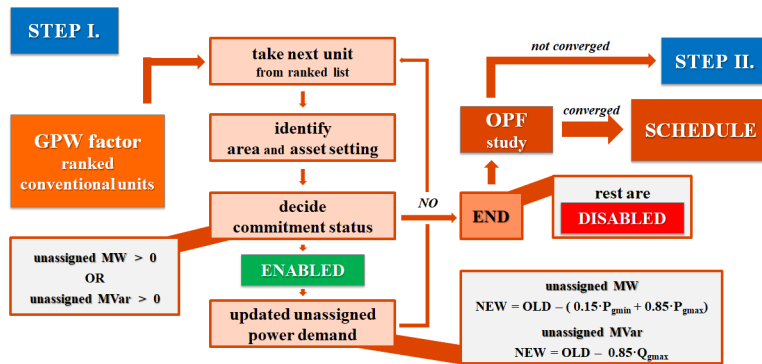 STEP I.
take next unit
from ranked list
not converged
STEP II.
GPW factor
ranked
conventional units
identify
area and asset setting
OPF
study
converged
SCHEDULE
decide
commitment status
NO
END
rest are
DISABLED
unassigned MW > 0
OR
unassigned MVar > 0
ENABLED
updated unassigned
power demand
unassigned MW
NEW = OLD – ( 0.15·Pgmin + 0.85·Pgmax)
unassigned MVar
NEW = OLD – 0.85·Qgmax